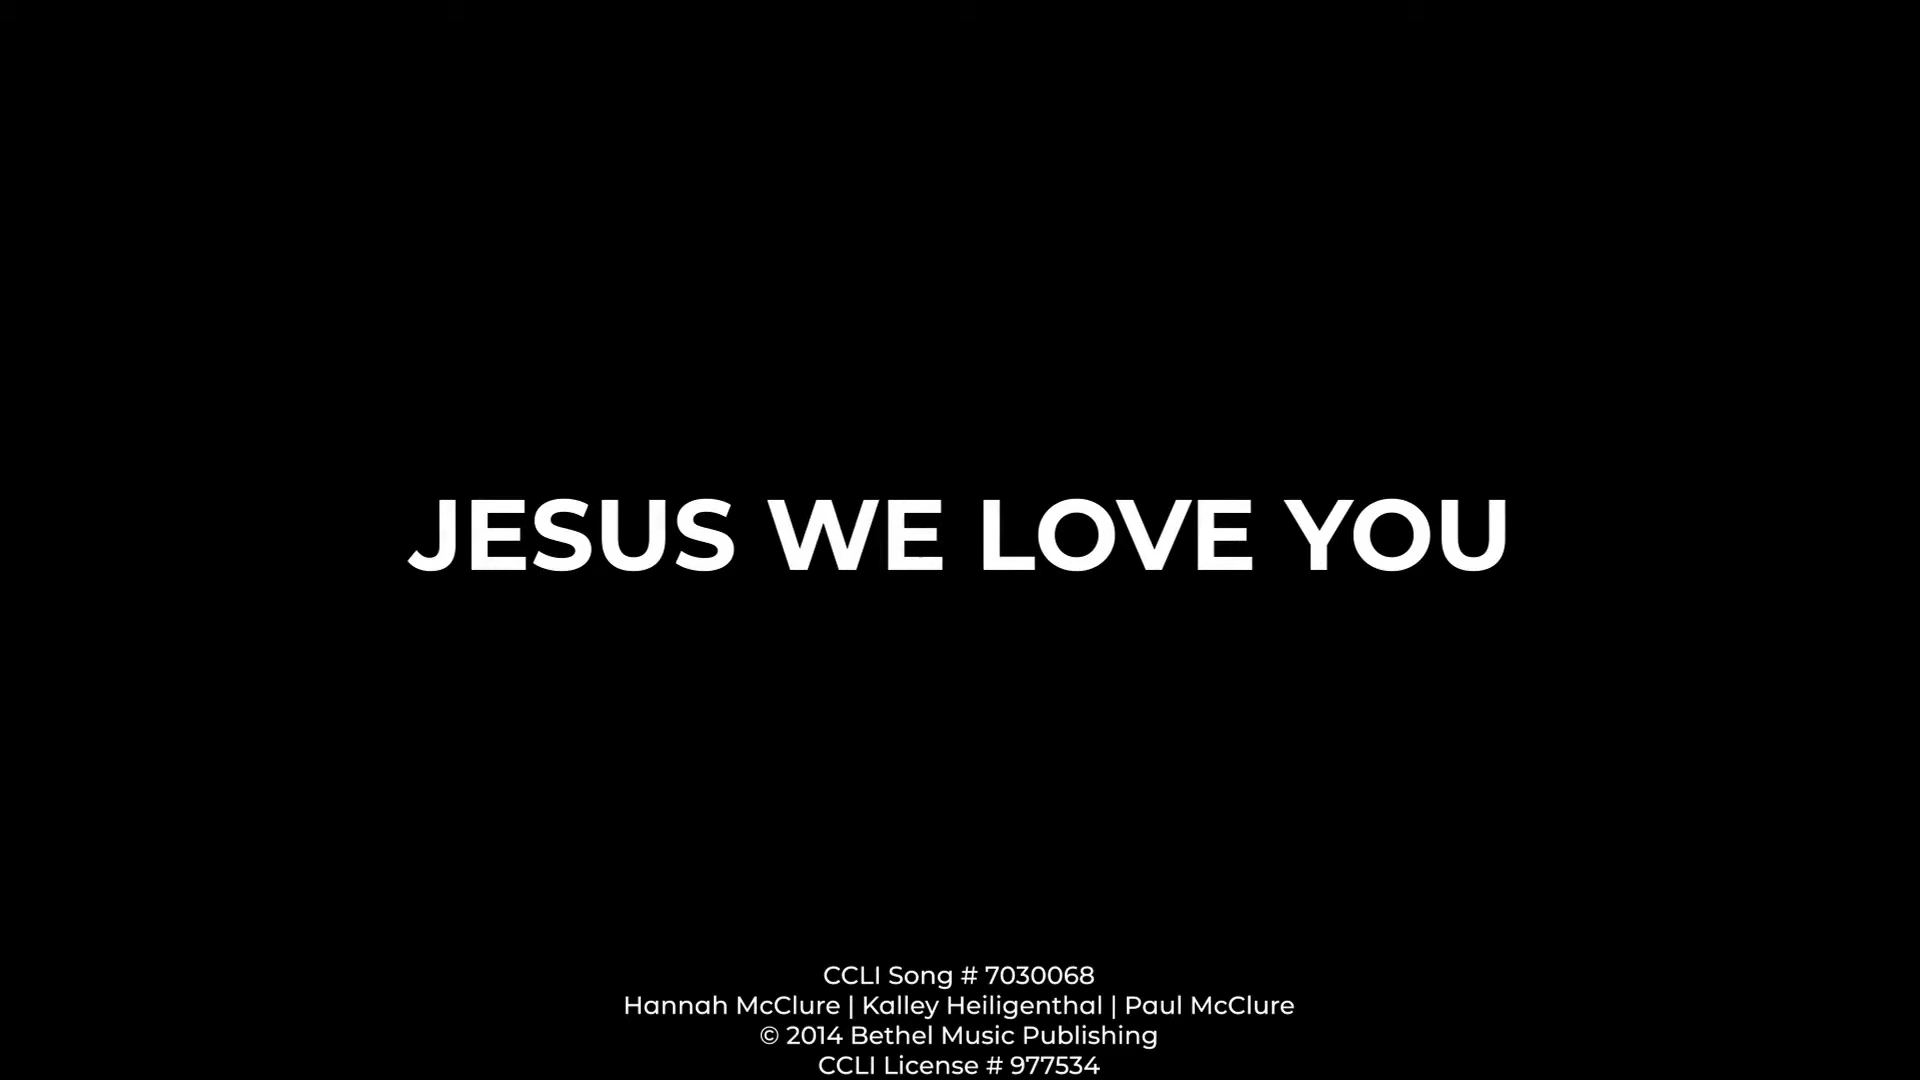 JESUS WE LOVE YOU
CCLI Song # 7030068
Hannah McClure | Kalley Heiligenthal | Paul McClure
© 2014 Bethel Music Publishing
CCLI License # 977534